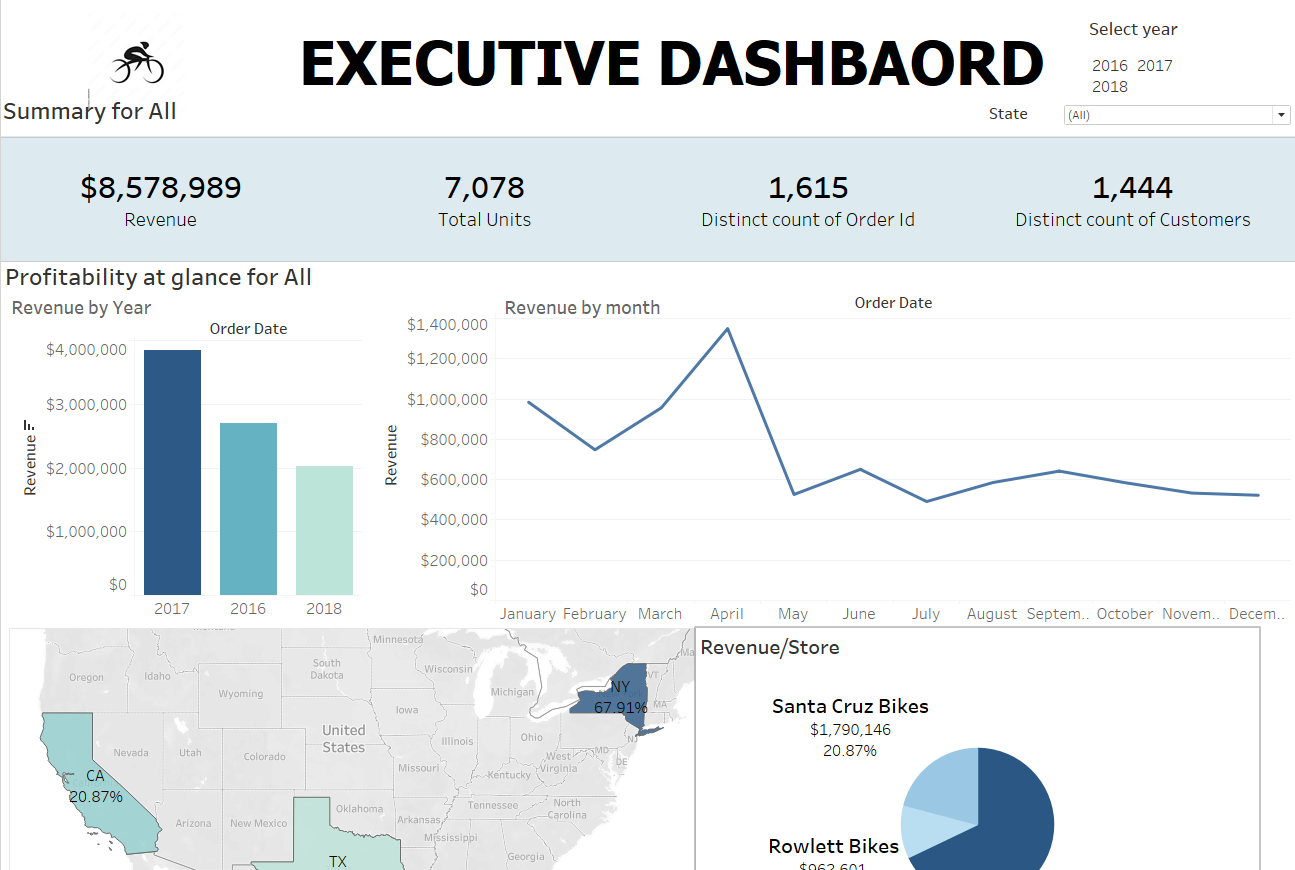 EXECUTIVE DASHBAORD
Select year
2016 2017
2018
Summary for All
State
(All)
$8,578,989
Revenue
7,078
Total Units
1,615
Distinct count of Order Id
1,444
Distinct count of Customers
Profitability at glance for All
Revenue by Year
Order Date
$4,000,000
$3,000,000
$2,000,000
$1,000,000
$0
Revenue
2017 2016 2018
Revenue by month
Order Date
$1,400,000
$1,200,000
$1,000,000
$800,000
$600,000
$400,000
$200,000
$0
Revenue
January February March April May June July August Septem.. October Novem.. Decem..
Minnesota
Oregon
Idaho
South
Dakota
Wisconsin
Wyoming
Michigan
VT
NY
67.91%
MA
Iowa
United
States
Nevada
Utah
Colorado
Illinois
Ohio
NJ
MD
DE
West
Virginia
Missouri
Kentucky
CA
20.87%
Arizona
New Mexico
Oklahoma
Arkansas
Tennessee
North
Carolina
Mississippi
Georgia
TX
Revenue/Store
Santa Cruz Bikes
$1,790,146
20.87%
Rowlett Bikes
$962,601